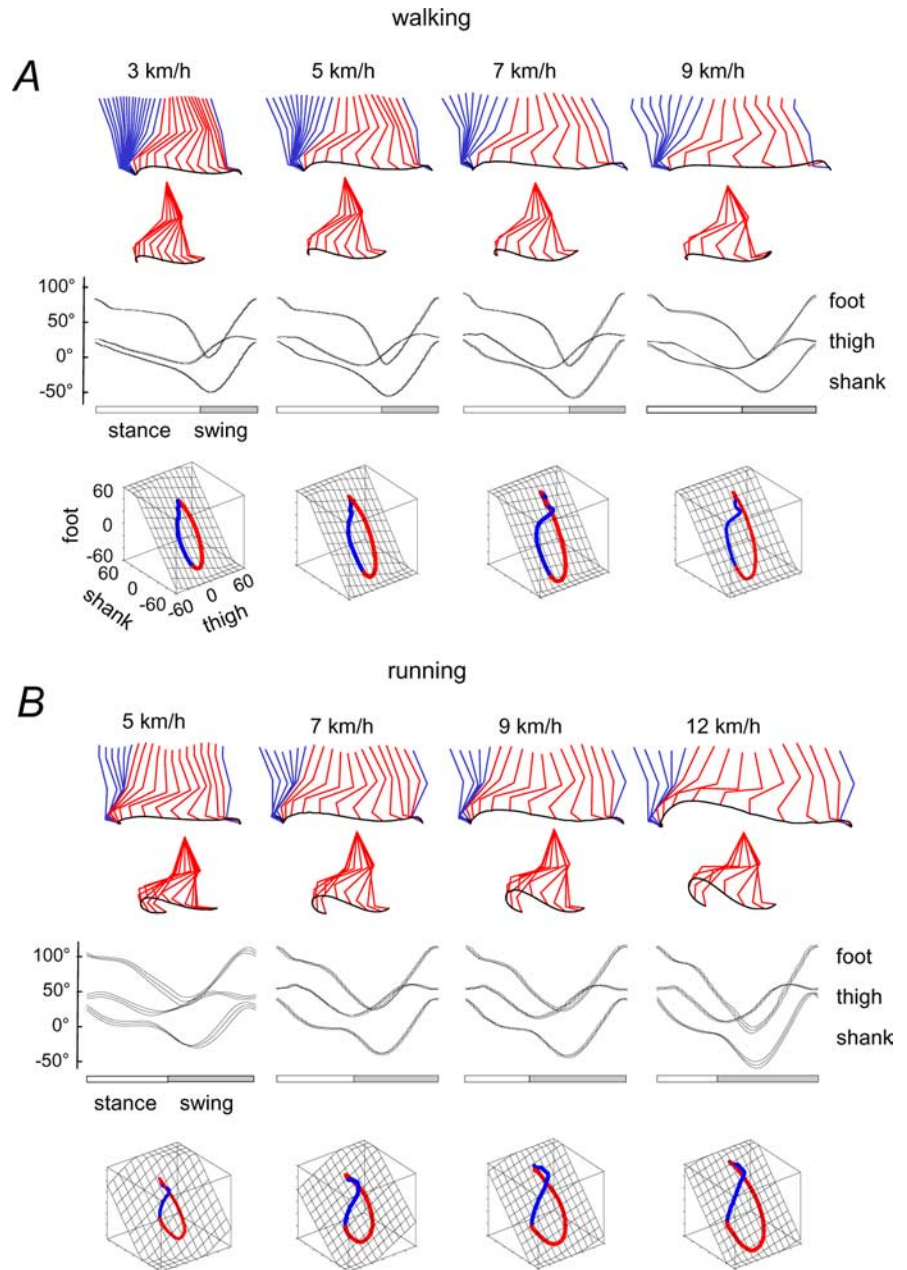 walking
A
3 km/h 5 km/h 7 km/h 9 km/h
100°
50°
0°
-50°
foot
thigh
shank
stance swing
60
0
-60
foot
60
0
-60
shank
-60
0
60
thigh
running
B
5 km/h 7 km/h 9 km/h 12 km/h
100°
50°
0°
-50°
foot
thigh
shank
stance swing